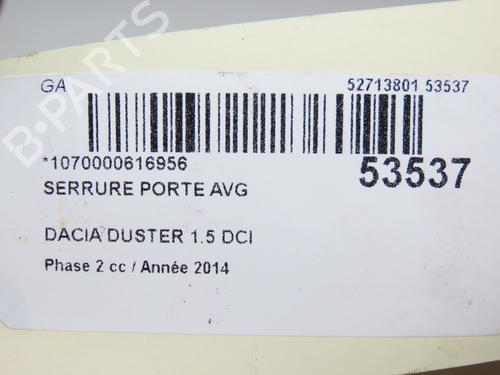 GA 52713801 53537
*1070000616956 53537
SERRURE PORTE AVG
DACIA DUSTER 1.5 DCI
Phase 2 cc / Année 2014
B-PARTS